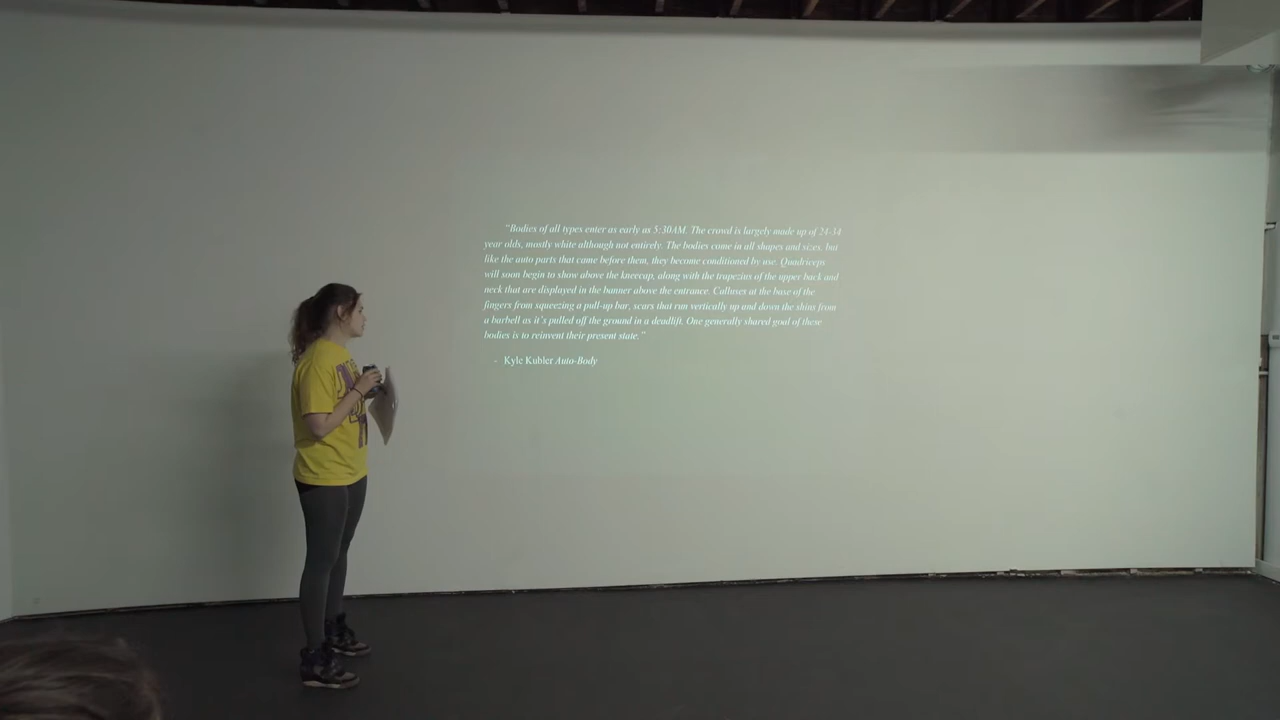 "Bodies of all types enter as early as 5:30AM. The crowd is largely made up of 24-34
year olds, mostly white although not entirely. The bodies come in all shapes and sizes, but
like the auto parts that came before them, they become conditioned by use. Quadriceps
will soon begin to show above the kneecap, along with the trapezius of the upper back and
neck that are displayed in the banner above the entrance. Calluses at the base of the
fingers from squeezing a pull-up bar, scars that run vertically up and down the shins from
a barbell as it's pulled off the ground in a deadlift. One generally shared goal of these
bodies is to reinvent their present state."
- Kyle Kubler Auto-Body